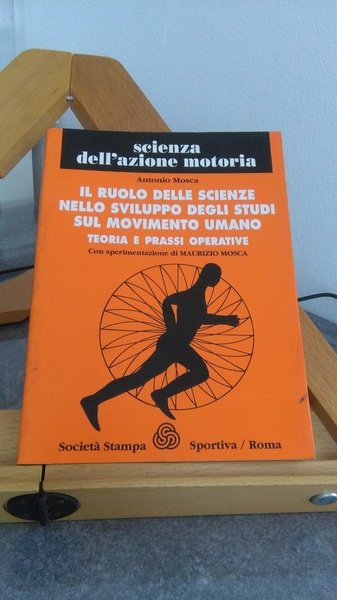 scienza
dell'azione motoria
Antonio Mosca
IL RUOLO DELLE SCIENZE
NELLO SVILUPPO DEGLI STUDI
SUL MOVIMENTO UMANO
TEORIA E PRASSI OPERATIVE
Con sperimentazione di MAURIZIO MOSCA
Società Stampa Sportiva / Roma